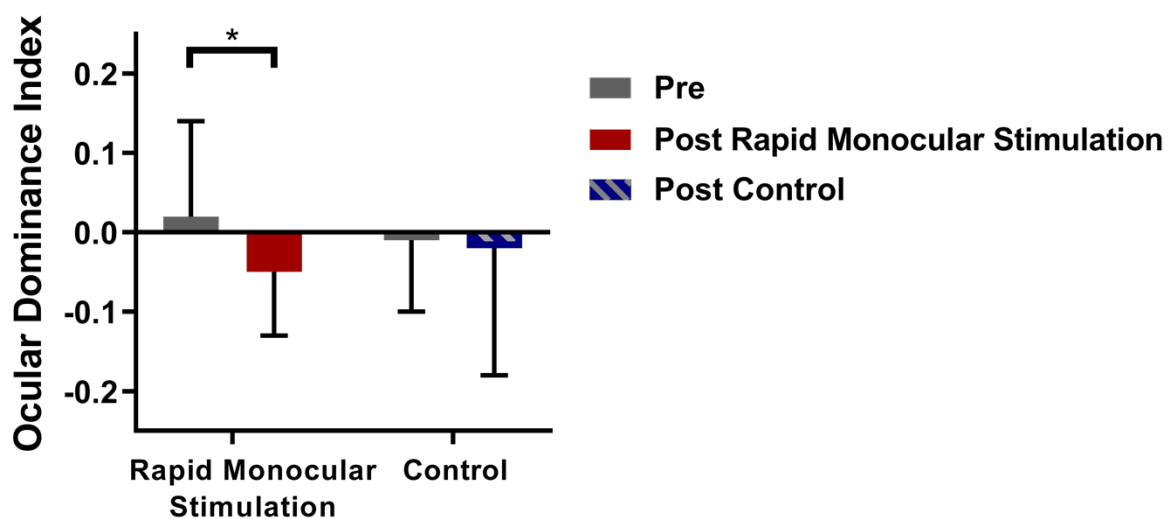 Ocular Dominance Index
0.2
0.1
0.0
-0.1
-0.2
*
Rapid Monocular
Stimulation
Control
Pre
Post Rapid Monocular Stimulation
Post Control